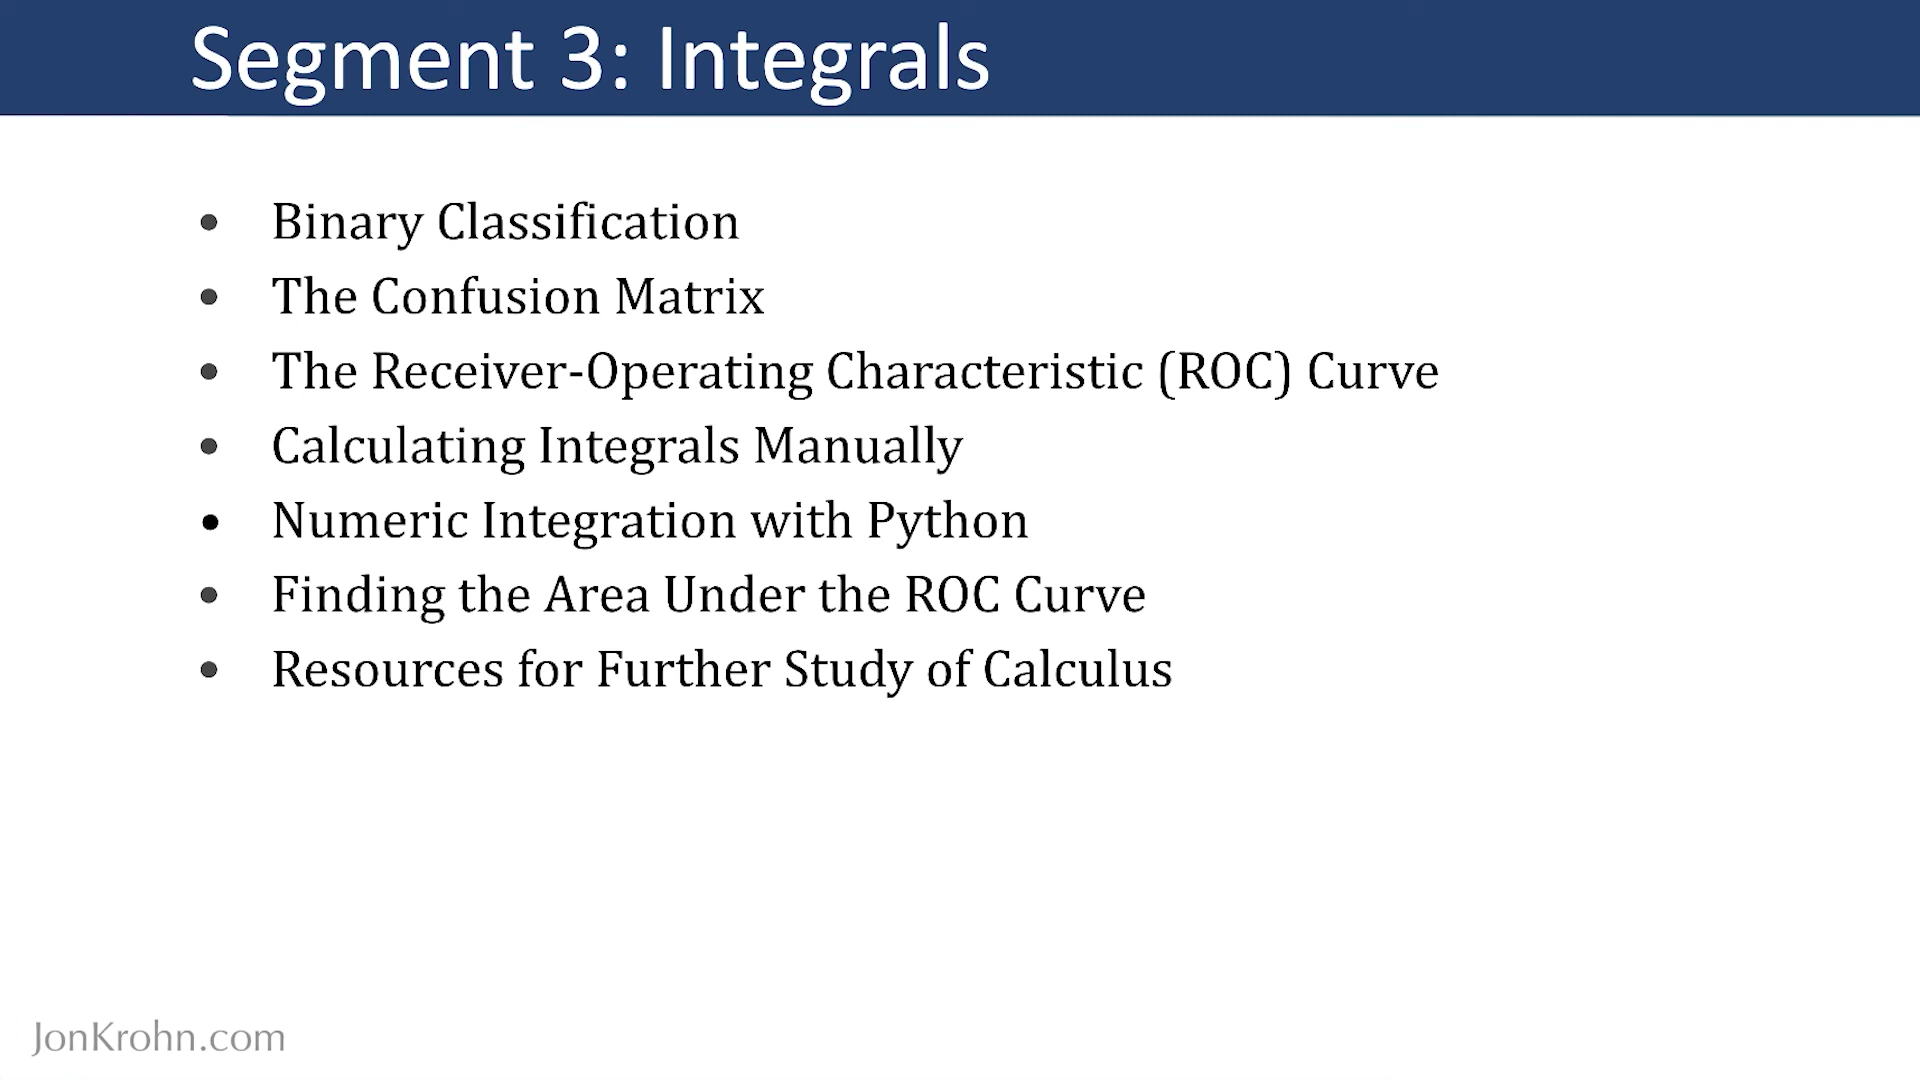 Segment 3: Integrals
• Binary Classification
• The Confusion Matrix
• The Receiver-Operating Characteristic (ROC) Curve
• Calculating Integrals Manually
• Numeric Integration with Python
• Finding the Area Under the ROC Curve
• Resources for Further Study of Calculus
JonKrohn.com